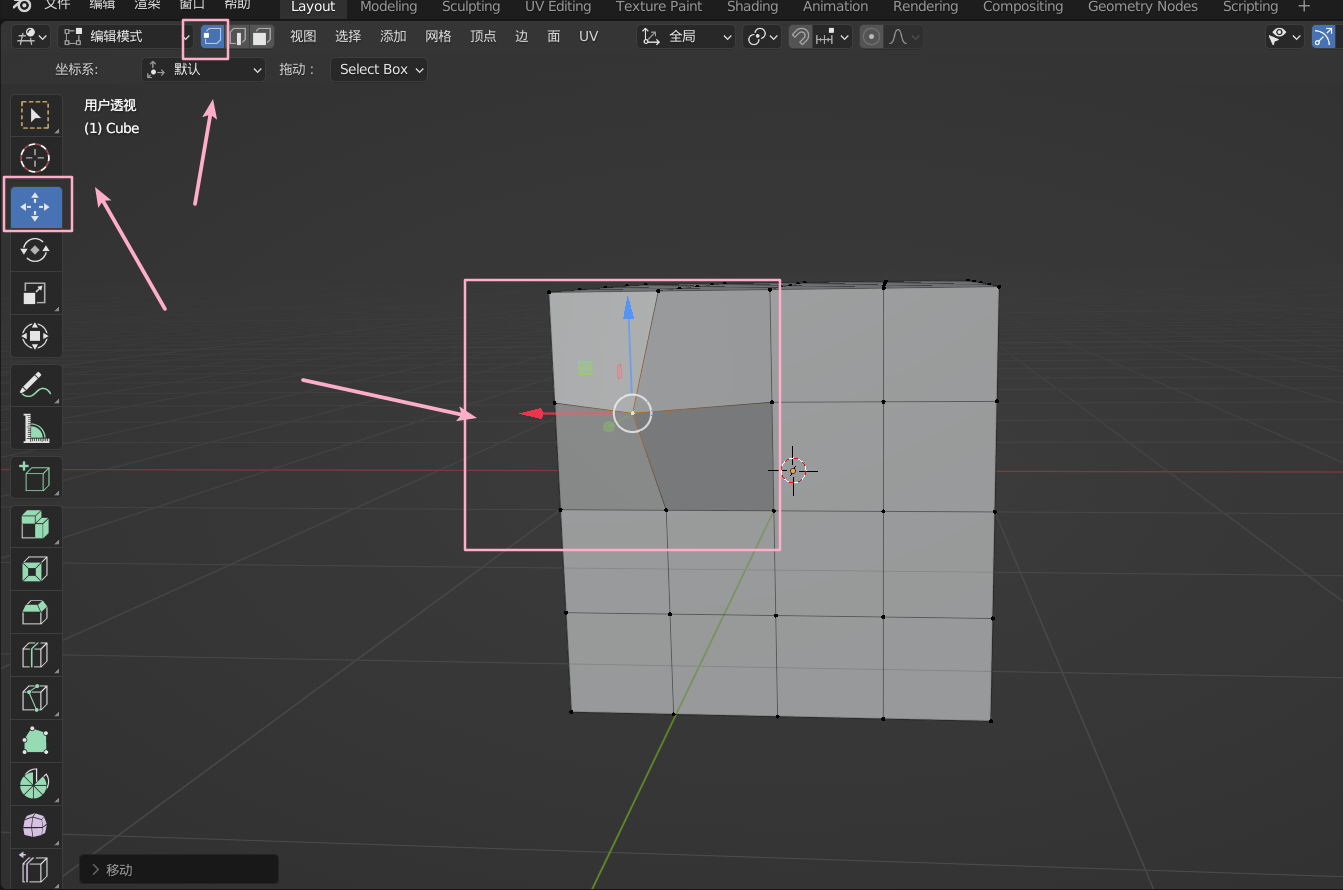 文件 编辑 渲染 窗口 帮助 Layout Modeling Sculpting UV Editing Texture Paint Shading Animation Rendering Compositing Geometry Nodes Scripting +
编辑模式 视图 选择 添加 网格 顶点 边 面 UV 全局
坐标系: 默认 拖动: Select Box
用户透视
(1) Cube
移动